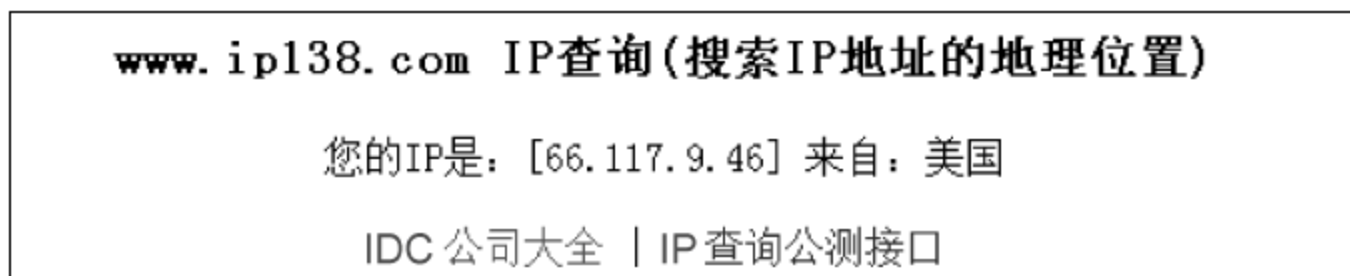 www.ip138.com IP查询(搜索IP地址的地理位置)
您的IP是：[66.117.9.46] 来自：美国
IDC公司大全 ｜IP查询公测接口